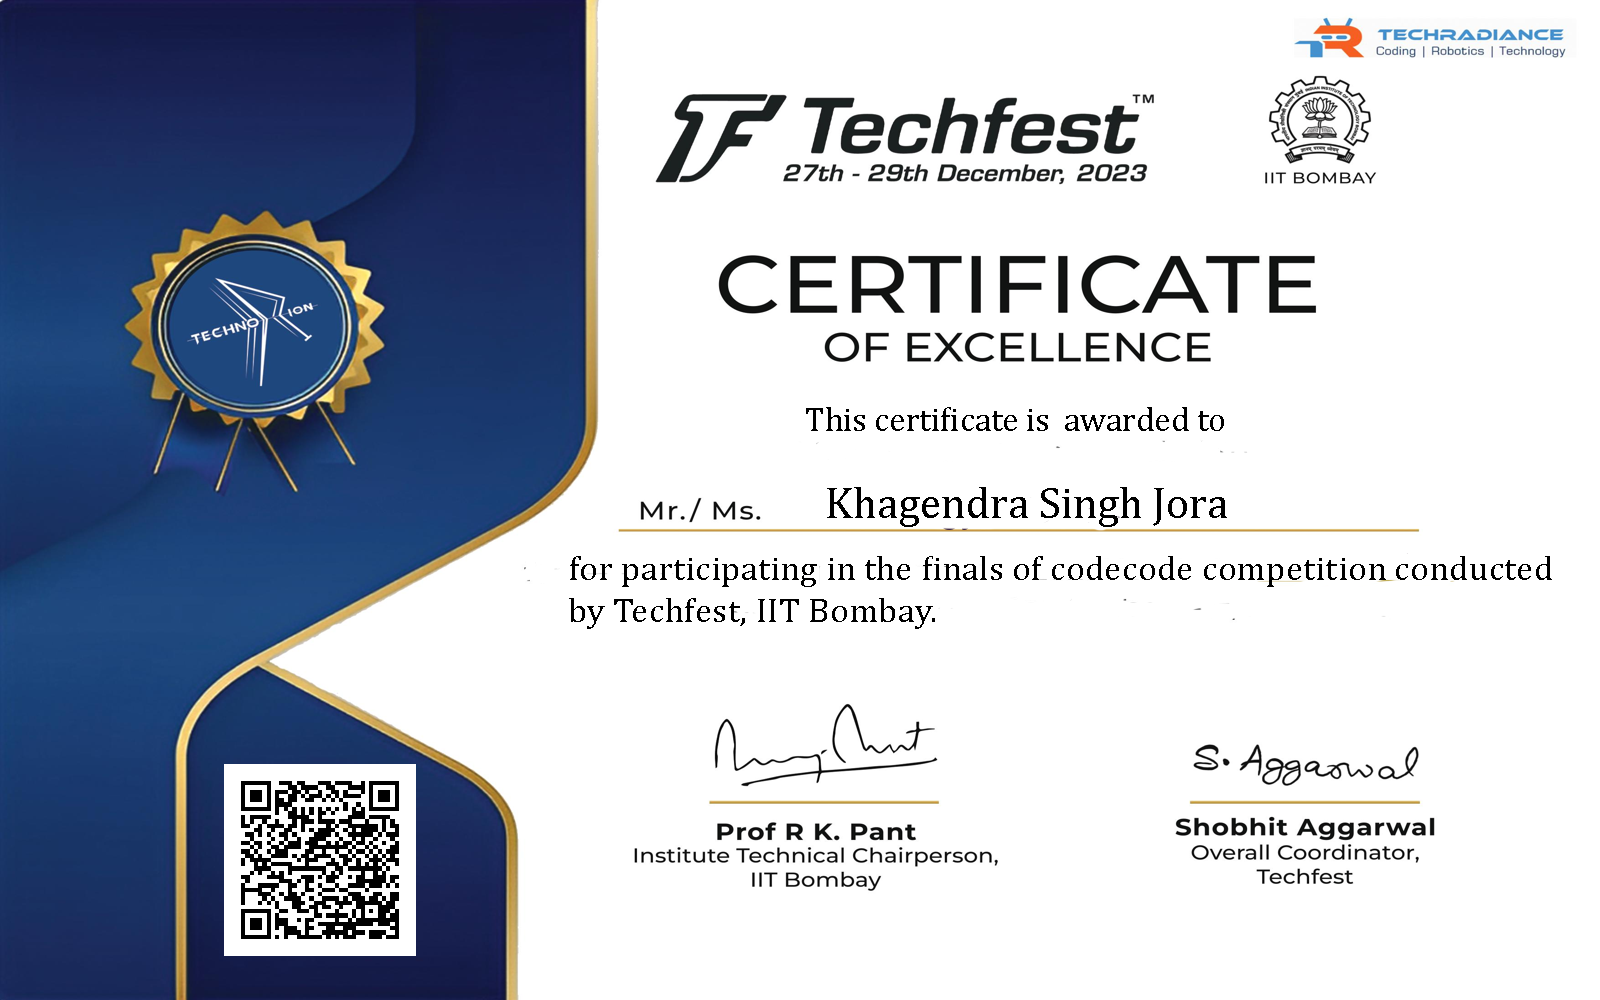 TECHRADIANCE
Coding | Robotics | Technology
TF Techfest™
27th - 29th December, 2023
IIT BOMBAY
CERTIFICATE
OF EXCELLENCE
TECHNORION
This certificate is awarded to
Mr./ Ms. Khagendra Singh Jora
for participating in the finals of codecode competition conducted
by Techfest, IIT Bombay.
S. Aggarwal
Prof R K. Pant
Institute Technical Chairperson,
IIT Bombay
Shobhit Aggarwal
Overall Coordinator,
Techfest